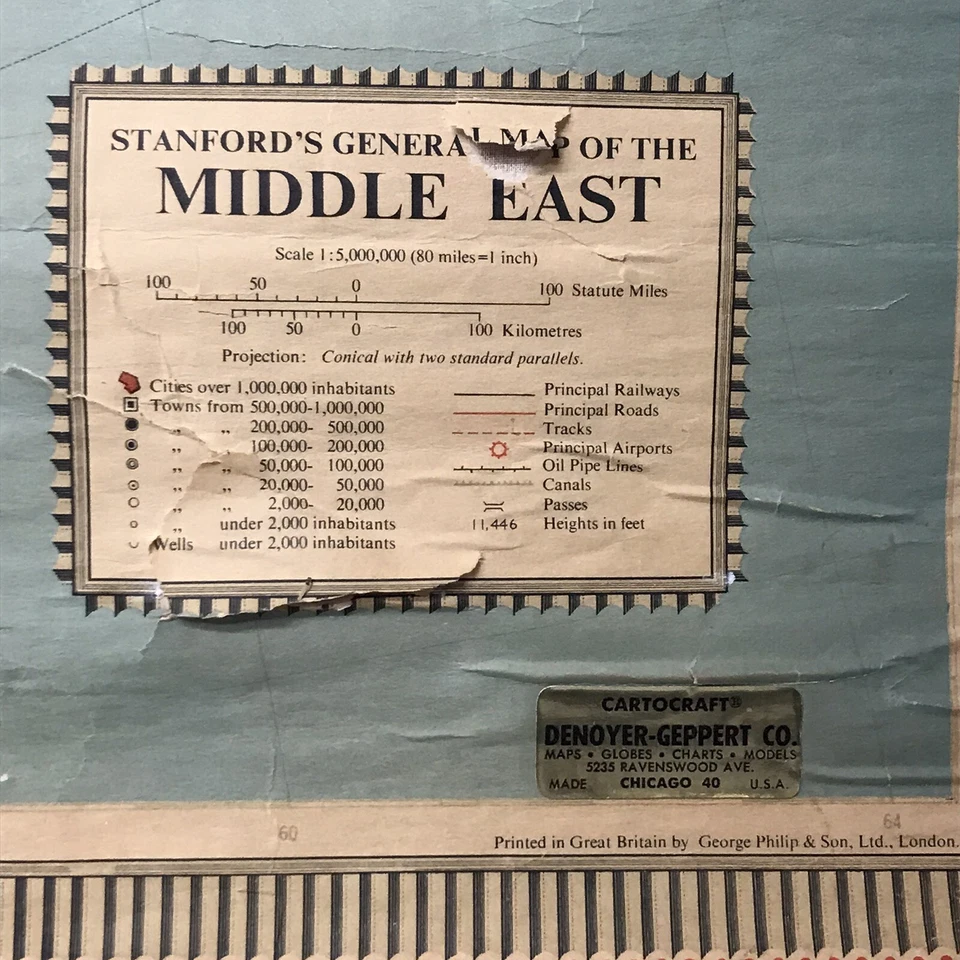 STANFORD'S GENERAL MAP OF THE
MIDDLE EAST
Scale 1:5,000,000 (80 miles=1 inch)
100 50 0 100 Statute Miles
100 50 0 100 Kilometres
Projection: Conical with two standard parallels.
Cities over 1,000,000 inhabitants
Towns from 500,000-1,000,000
„ „ 200,000- 500,000
„ „ 100,000- 200,000
„ „ 50,000- 100,000
„ „ 20,000- 50,000
„ „ 2,000- 20,000
„ under 2,000 inhabitants
Wells under 2,000 inhabitants
Principal Railways
Principal Roads
Tracks
Principal Airports
Oil Pipe Lines
Canals
Passes
11,446 Heights in feet
CARTOCRAFT®
DENOYER-GEPPERT CO.
MAPS • GLOBES • CHARTS • MODELS
5235 RAVENSWOOD AVE.
MADE CHICAGO 40 U.S.A.
60 64
Printed in Great Britain by George Philip & Son, Ltd., London.